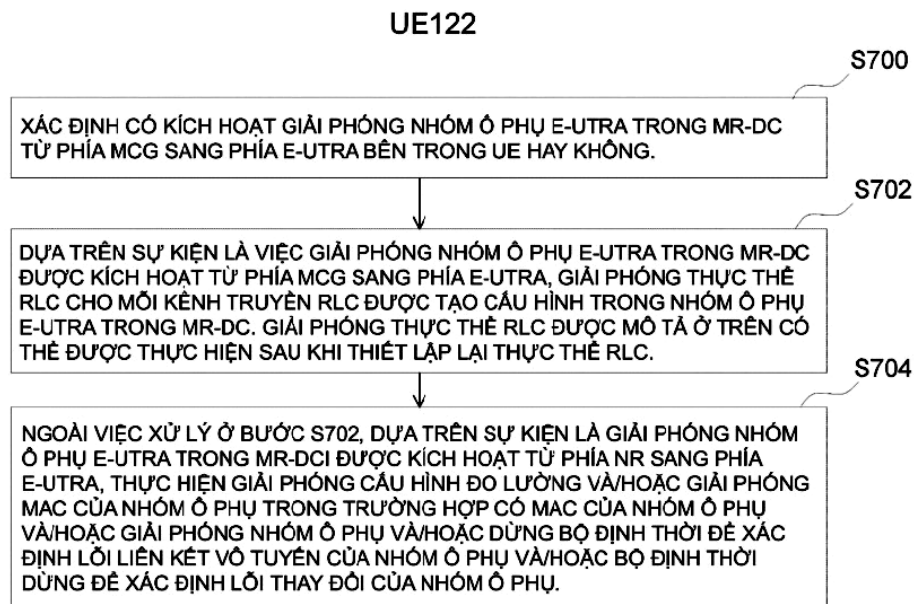 UE122
S700
XÁC ĐỊNH CÓ KÍCH HOẠT GIẢI PHÓNG NHÓM Ô PHỤ E-UTRA TRONG MR-DC
TỪ PHÍA MCG SANG PHÍA E-UTRA BÊN TRONG UE HAY KHÔNG.
S702
DỰA TRÊN SỰ KIỆN LÀ VIỆC GIẢI PHÓNG NHÓM Ô PHỤ E-UTRA TRONG MR-DC
ĐƯỢC KÍCH HOẠT TỪ PHÍA MCG SANG PHÍA E-UTRA, GIẢI PHÓNG THỰC THỂ
RLC CHO MỖI KÊNH TRUYỀN RLC ĐƯỢC TẠO CẤU HÌNH TRONG NHÓM Ô PHỤ
E-UTRA TRONG MR-DC. GIẢI PHÓNG THỰC THỂ RLC ĐƯỢC MÔ TẢ Ở TRÊN CÓ
THỂ ĐƯỢC THỰC HIỆN SAU KHI THIẾT LẬP LẠI THỰC THỂ RLC.
S704
NGOÀI VIỆC XỬ LÝ Ở BƯỚC S702, DỰA TRÊN SỰ KIỆN LÀ GIẢI PHÓNG NHÓM
Ô PHỤ E-UTRA TRONG MR-DCI ĐƯỢC KÍCH HOẠT TỪ PHÍA NR SANG PHÍA
E-UTRA, THỰC HIỆN GIẢI PHÓNG CẤU HÌNH ĐO LƯỜNG VÀ/HOẶC GIẢI PHÓNG
MAC CỦA NHÓM Ô PHỤ TRONG TRƯỜNG HỢP CÓ MAC CỦA NHÓM Ô PHỤ
VÀ/HOẶC GIẢI PHÓNG NHÓM Ô PHỤ VÀ/HOẶC DỪNG BỘ ĐỊNH THỜI ĐỂ XÁC
ĐỊNH LỖI LIÊN KẾT VÔ TUYẾN CỦA NHÓM Ô PHỤ VÀ/HOẶC BỘ ĐỊNH THỜI
DỪNG ĐỂ XÁC ĐỊNH LỖI THAY ĐỔI CỦA NHÓM Ô PHỤ.